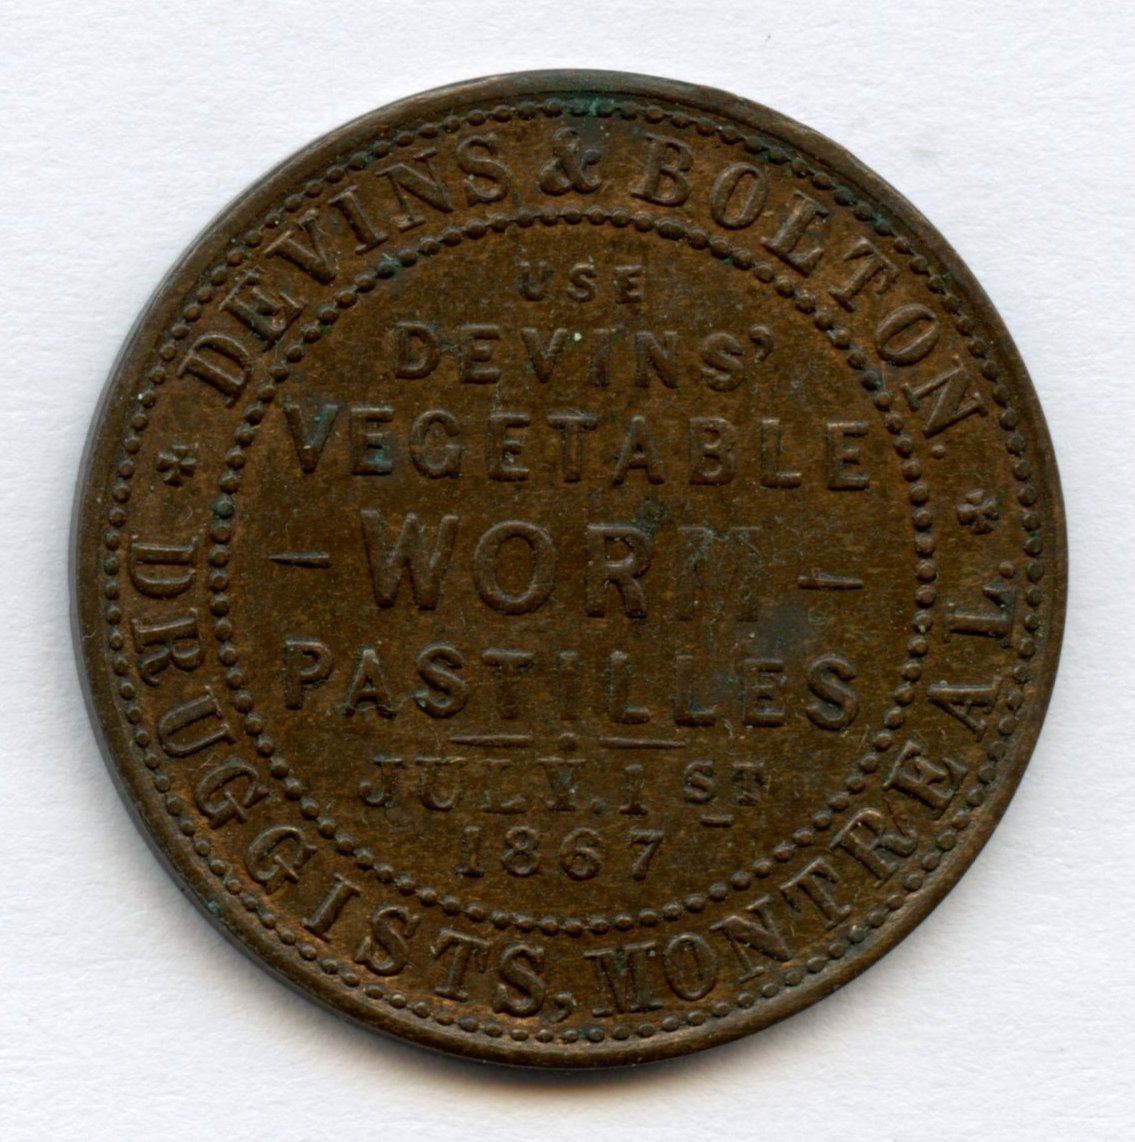 DEVINS & BOLTON.
DRUGGISTS, MONTREAL.
USE
DEVINS'
VEGETABLE
- WORM -
PASTILLES
JULY. 1ST
1867